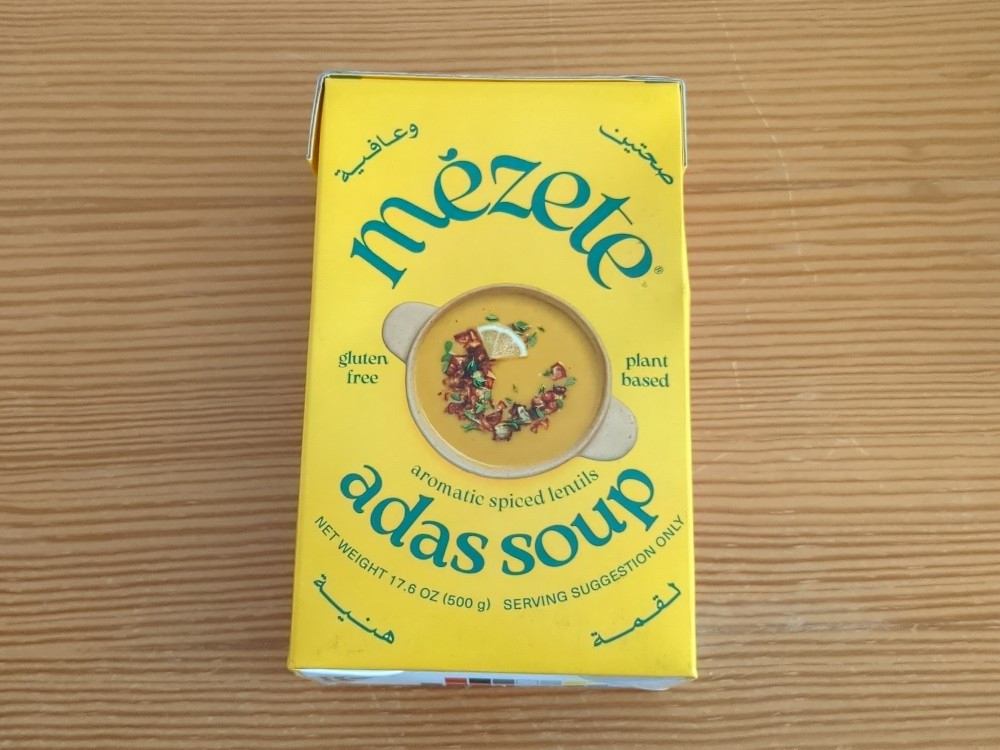 صحتين
وعافية
mézete®
gluten
free
plant
based
aromatic spiced lentils
adas soup
NET WEIGHT 17.6 OZ (500 g) SERVING SUGGESTION ONLY
لقمة
هنية